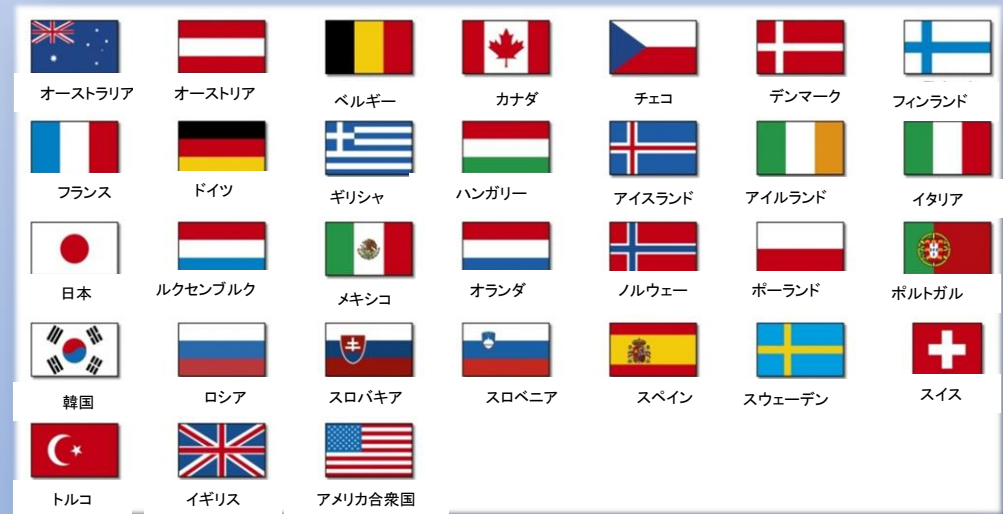 オーストラリア
オーストリア
ベルギー
カナダ
チェコ
デンマーク
フィンランド
フランス
ドイツ
ギリシャ
ハンガリー
アイスランド
アイルランド
イタリア
日本
ルクセンブルク
メキシコ
オランダ
ノルウェー
ポーランド
ポルトガル
韓国
ロシア
スロバキア
スロベニア
スペイン
スウェーデン
スイス
トルコ
イギリス
アメリカ合衆国